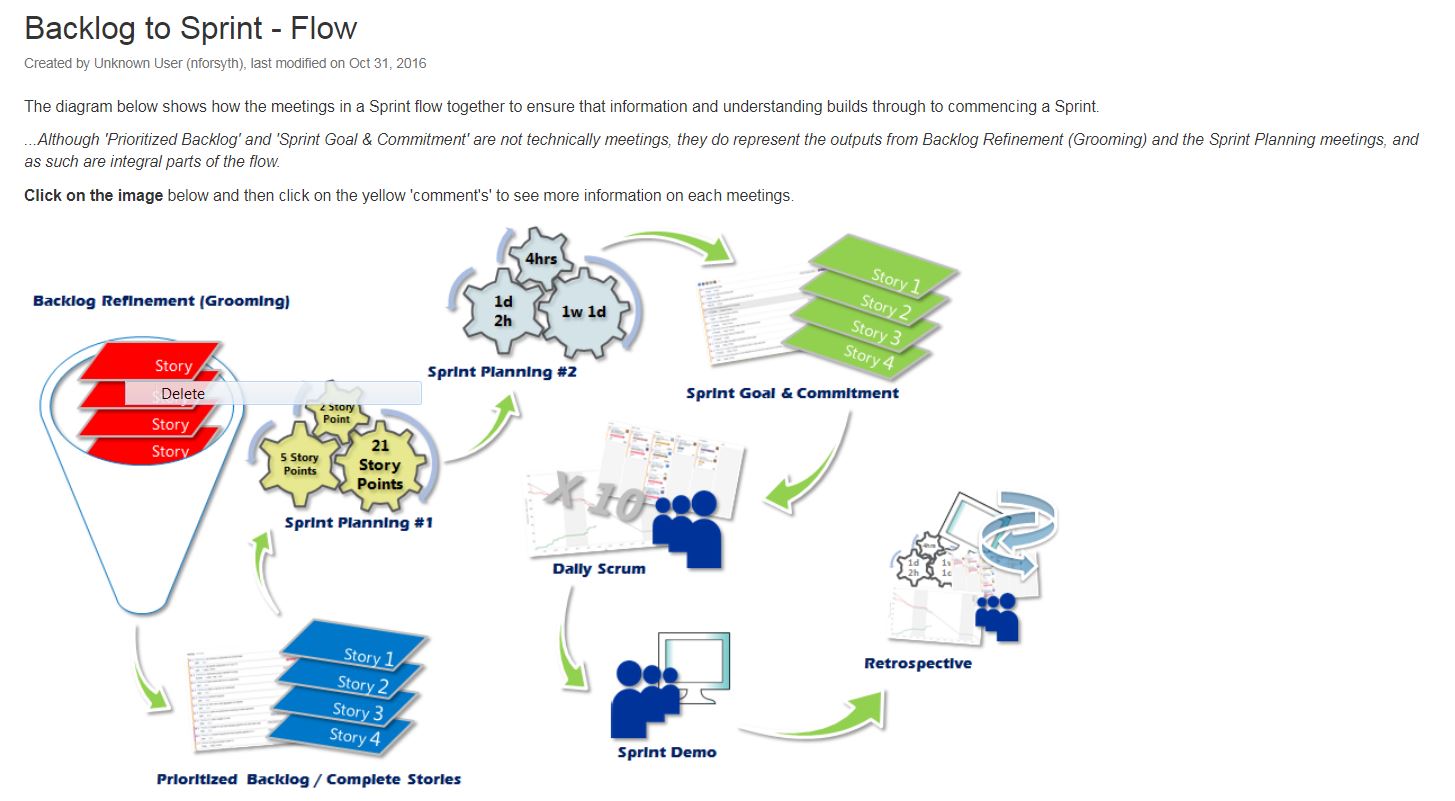 Backlog to Sprint - Flow
Created by Unknown User (nforsyth), last modified on Oct 31, 2016
The diagram below shows how the meetings in a Sprint flow together to ensure that information and understanding builds through to commencing a Sprint.
...Although 'Prioritized Backlog' and 'Sprint Goal & Commitment' are not technically meetings, they do represent the outputs from Backlog Refinement (Grooming) and the Sprint Planning meetings, and
as such are integral parts of the flow.
Click on the image below and then click on the yellow 'comment's' to see more information on each meetings.
Backlog Refinement (Grooming)
Story
Delete
Story
Story
2 Story
Point
5 Story
Points
21
Story
Points
Sprint Planning #1
4hrs
1d
2h
1w 1d
Sprint Planning #2
Story 1
Story 2
Story 3
Story 4
Sprint Goal & Commitment
X 10
Daily Scrum
Story 1
Story 2
Story 3
Story 4
Prioritized Backlog / Complete Stories
Sprint Demo
4hrs
1d
2h
Retrospective